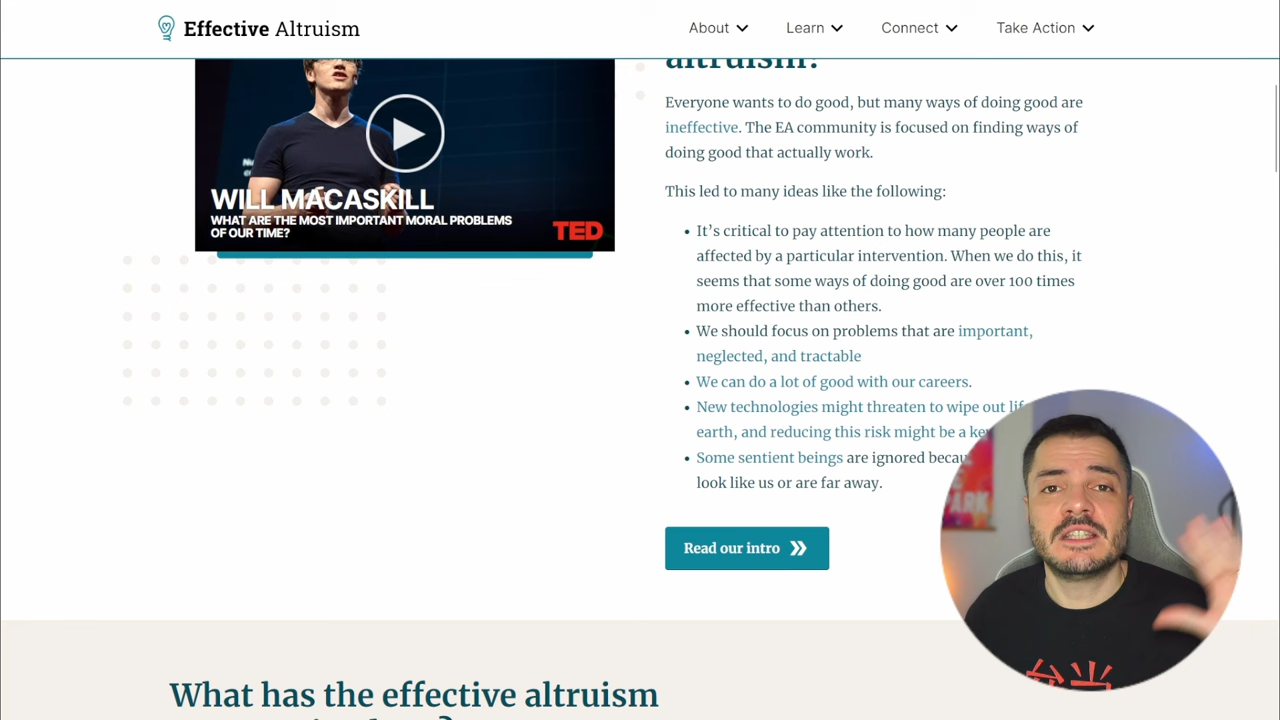 Effective Altruism
About
Learn
Connect
Take Action
altruism?
WILL MACASKILL
WHAT ARE THE MOST IMPORTANT MORAL PROBLEMS
OF OUR TIME?
TED
Everyone wants to do good, but many ways of doing good are
ineffective. The EA community is focused on finding ways of
doing good that actually work.
This led to many ideas like the following:
• It’s critical to pay attention to how many people are
affected by a particular intervention. When we do this, it
seems that some ways of doing good are over 100 times
more effective than others.
• We should focus on problems that are important,
neglected, and tractable
• We can do a lot of good with our careers.
• New technologies might threaten to wipe out
earth, and reducing this risk might be a
• Some sentient beings are ignored
look like us or are far away.
Read our intro
What has the effective altruism